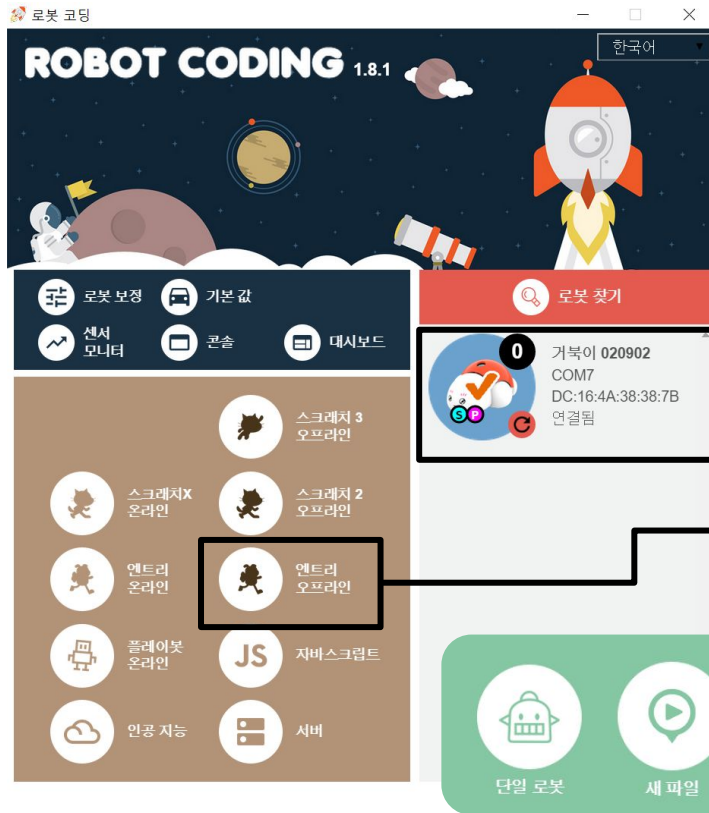 로봇 코딩
ROBOT CODING 1.8.1
한국어
로봇 보정
기본 값
센서
모니터
콘솔
대시보드
로봇 찾기
0
거북이 020902
COM7
DC:16:4A:38:38:7B
연결됨
S P
스크래치 3
오프라인
스크래치X
온라인
스크래치 2
오프라인
엔트리
온라인
엔트리
오프라인
플레이봇
온라인
JS
자바스크립트
인공 지능
서버
단일 로봇
새 파일